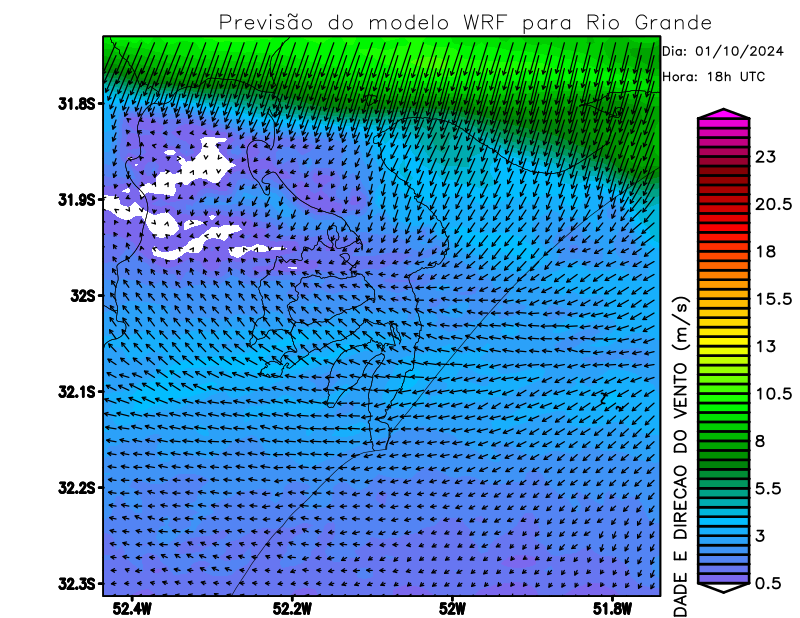 Previsão do modelo WRF para Rio Grande
Dia: 01/10/2024
Hora: 18h UTC
31.8S
31.9S
32S
32.1S
32.2S
32.3S
52.4W
52.2W
52W
51.8W
DADE E DIRECAO DO VENTO (m/s)
23
20.5
18
15.5
13
10.5
8
5.5
3
0.5